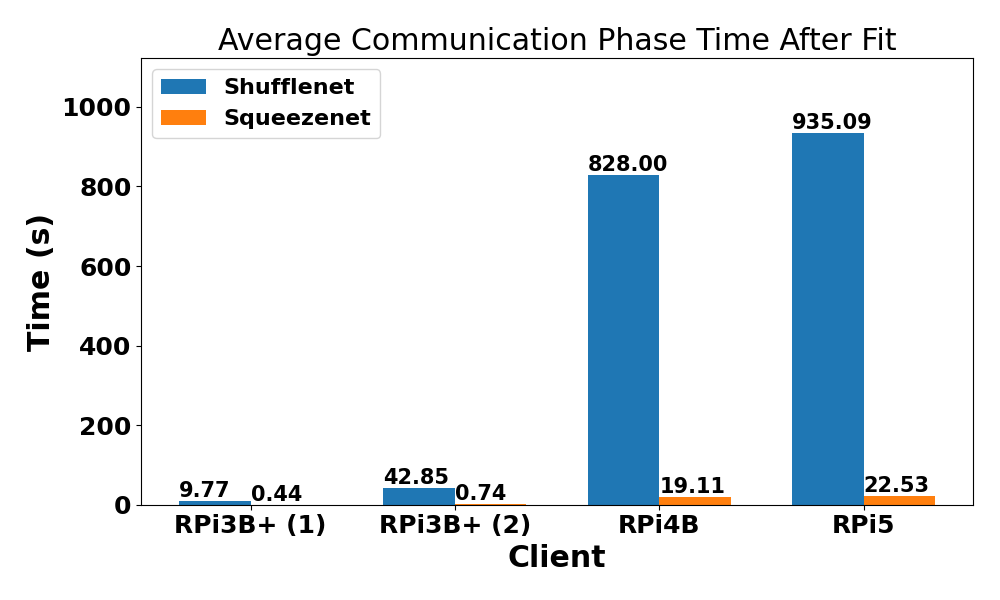 Average Communication Phase Time After Fit
Shufflenet
Squeezenet
Time (s)
1000
800
600
400
200
0
9.77
0.44
42.85
0.74
828.00
19.11
935.09
22.53
RPi3B+ (1)
RPi3B+ (2)
RPi4B
RPi5
Client